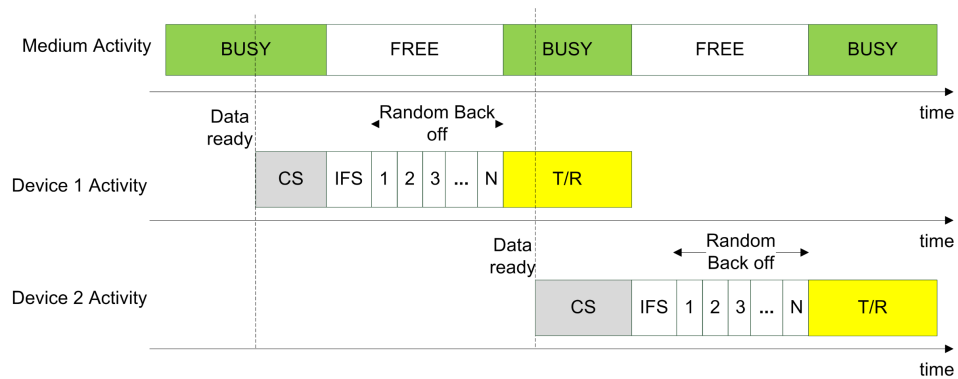 Medium Activity
BUSY
FREE
BUSY
FREE
BUSY
time
Data
ready
Random Back
off
Device 1 Activity
CS
IFS
1
2
3
...
N
T/R
time
Data
ready
Random
Back off
Device 2 Activity
CS
IFS
1
2
3
...
N
T/R
time